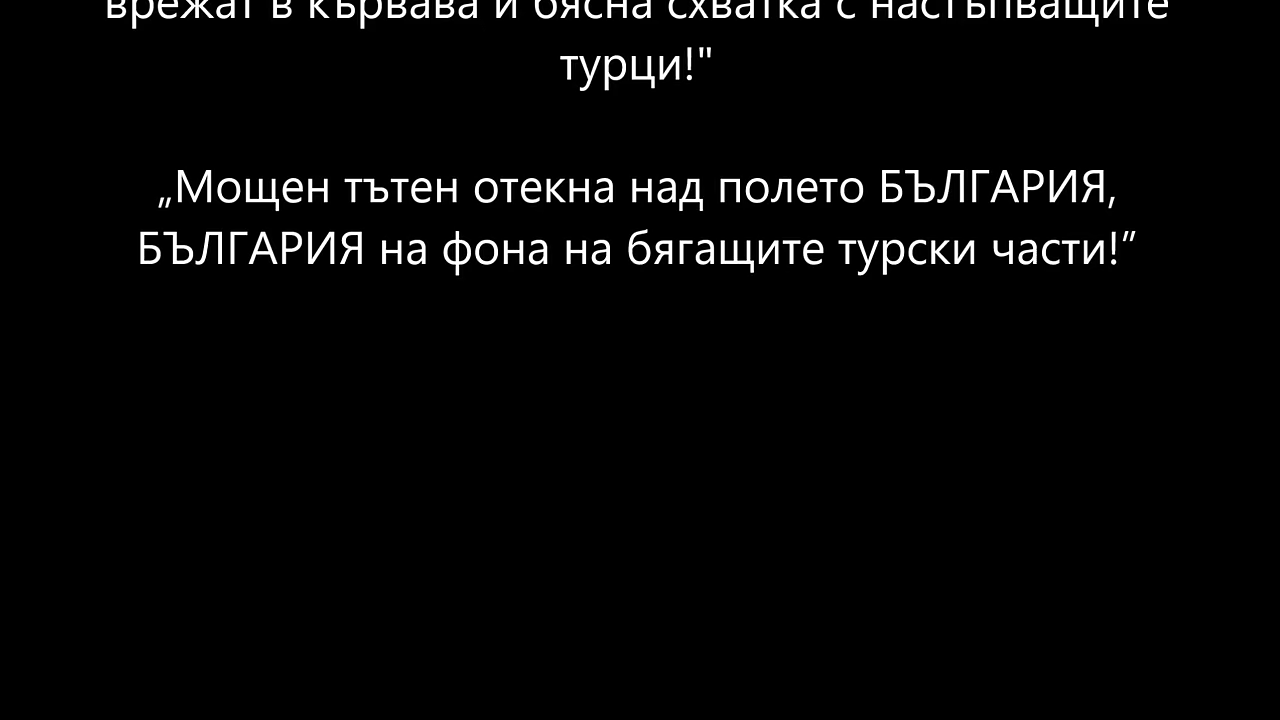 врежат в кървава и бясна схватка с настъпващите
турци!"
„Мощен тътен отекна над полето БЪЛГАРИЯ,
БЪЛГАРИЯ на фона на бягащите турски части!”